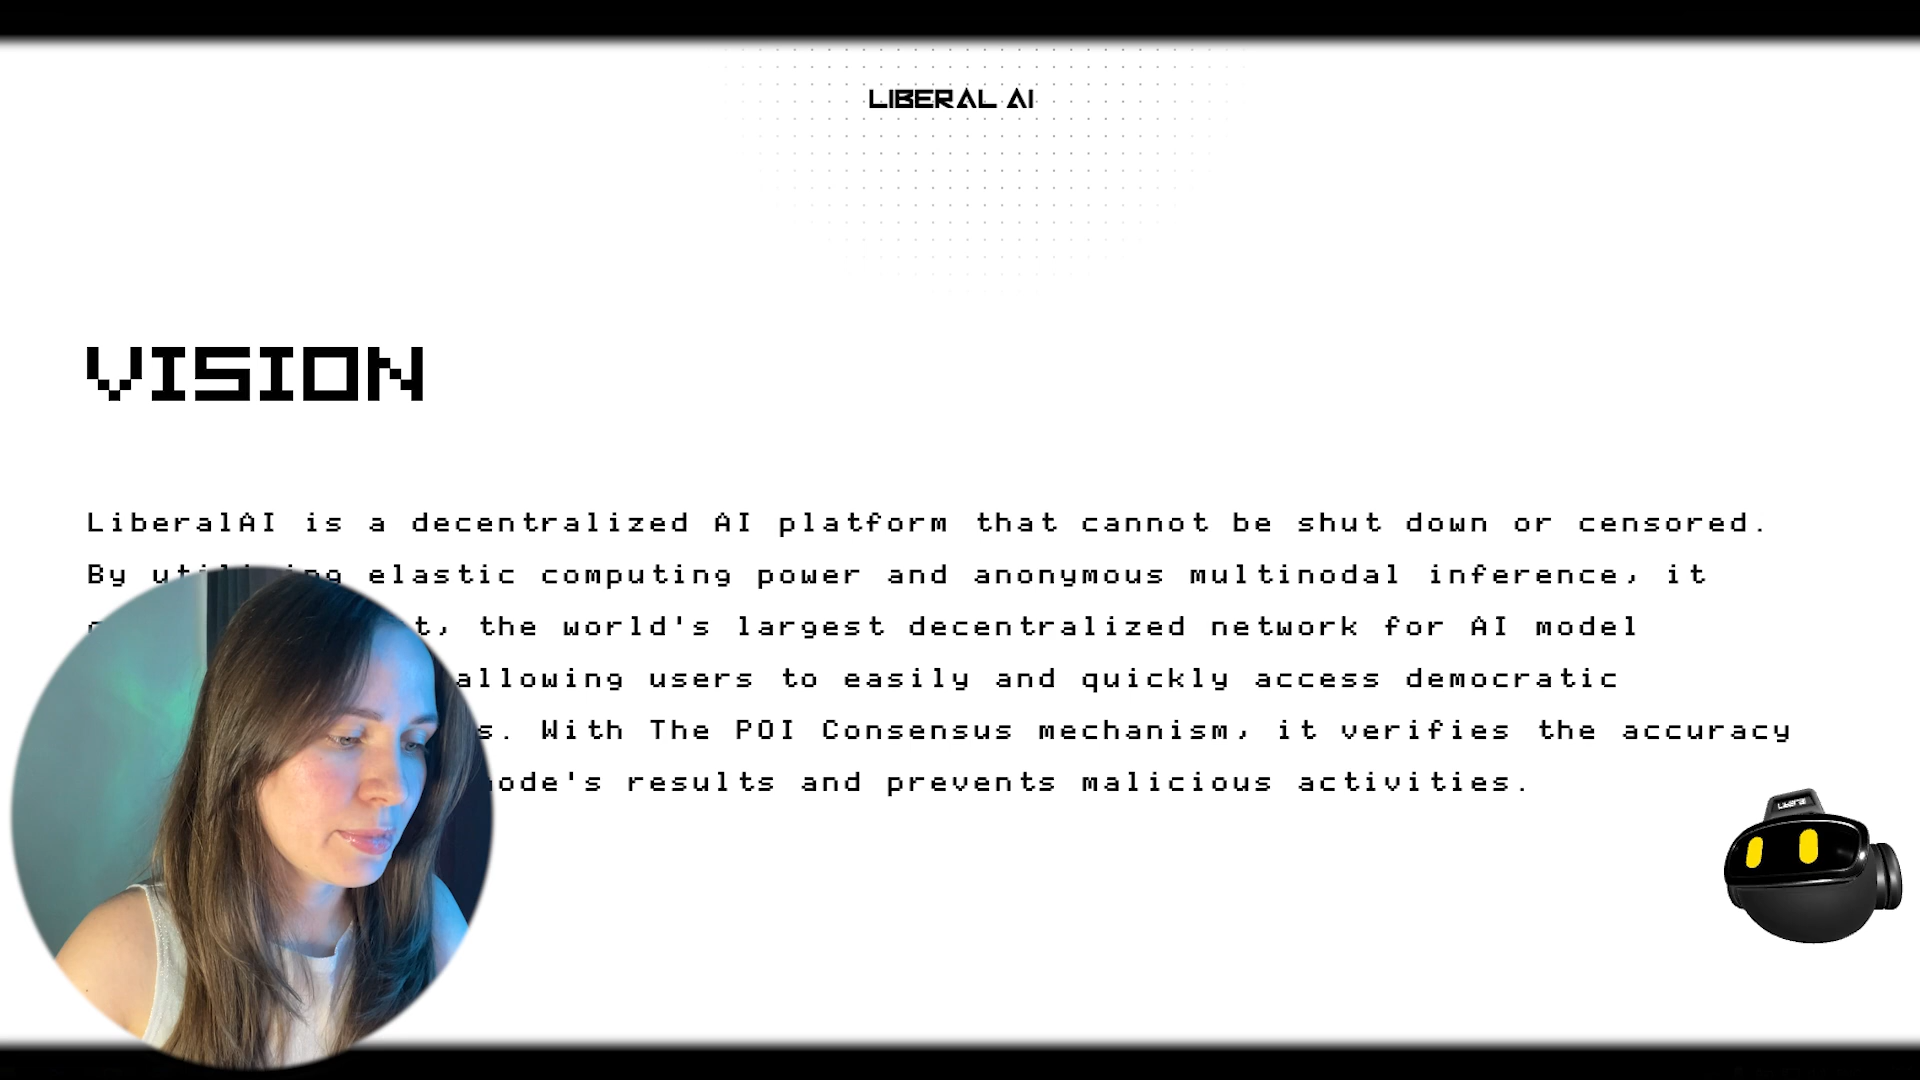 LIBERAL AI
VISION
LiberalAI is a decentralized AI platform that cannot be shut down or censored.
By elastic computing power and anonymous multinodal inference, it
the world's largest decentralized network for AI model
allowing users to easily and quickly access democratic
With The POI Consensus mechanism, it verifies the accuracy
results and prevents malicious activities.
Liberal